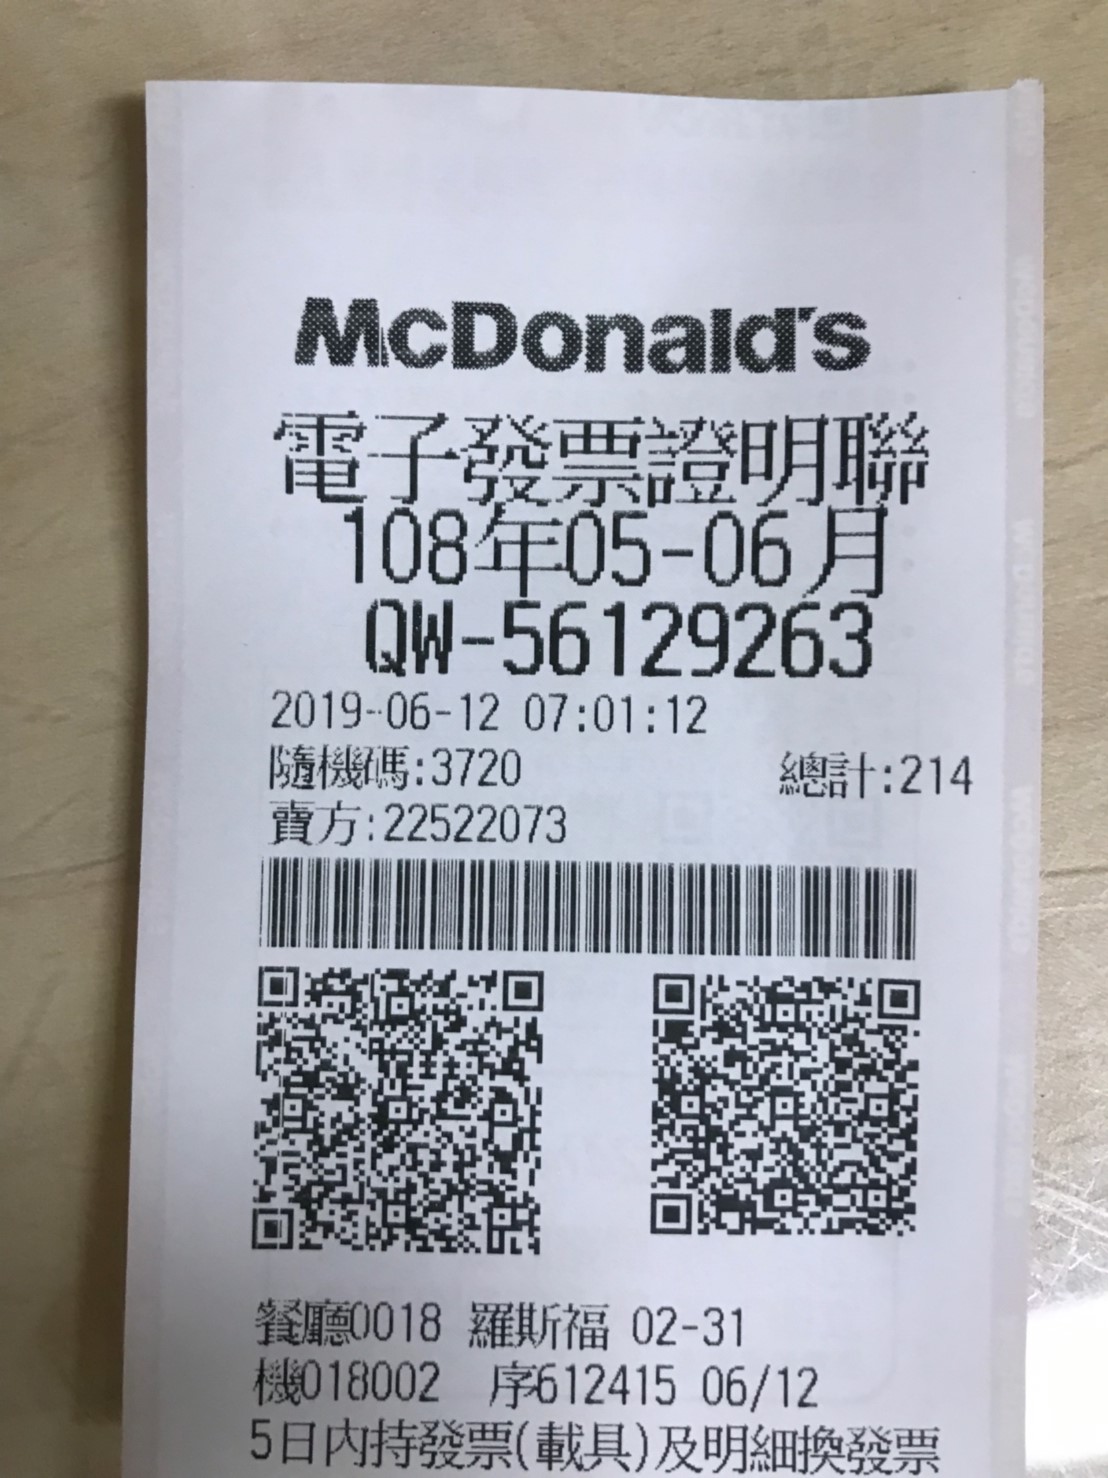 McDonald's
電子發票證明聯
108年05-06月
QW-56129263
2019-06-12 07:01:12
隨機碼:3720 總計:214
賣方:22522073
餐廳0018 羅斯福 02-31
機018002 序612415 06/12
5日內持發票(載具)及明細換發票